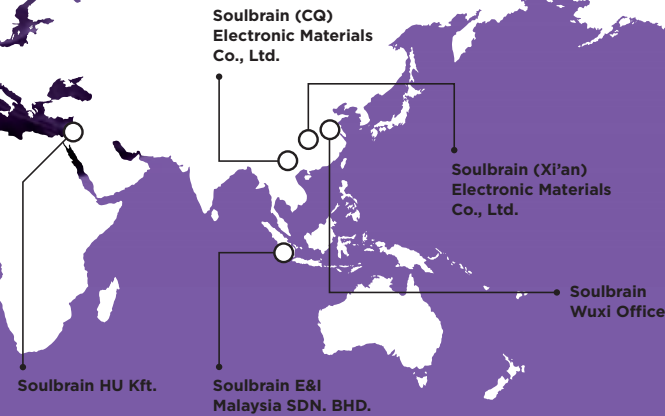 Soulbrain (CQ)
Electronic Materials
Co., Ltd.
Soulbrain (Xi’an)
Electronic Materials
Co., Ltd.
Soulbrain
Wuxi Office
Soulbrain HU Kft.
Soulbrain E&I
Malaysia SDN. BHD.